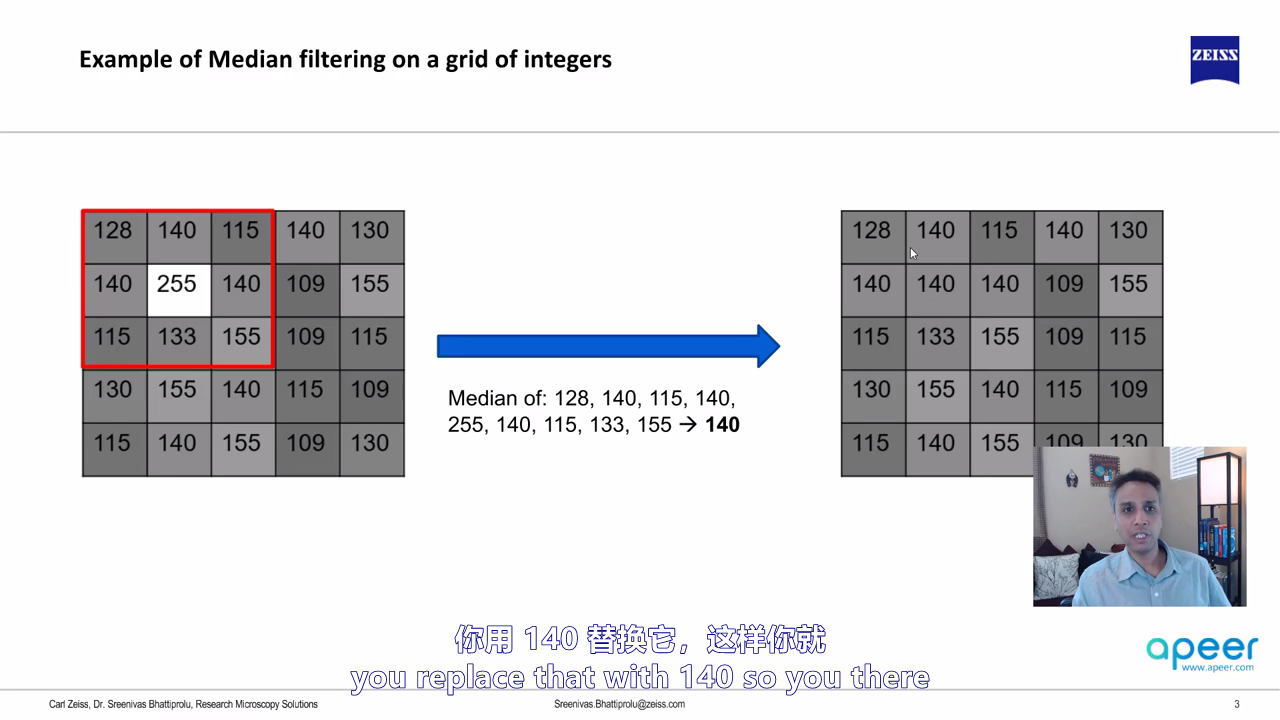 Example of Median filtering on a grid of integers
ZEISS
128 140 115 140 130
140 255 140 109 155
115 133 155 109 115
130 155 140 115 109
115 140 155 109 130
Median of: 128, 140, 115, 140,
255, 140, 115, 133, 155 → 140
128 140 115 140 130
140 140 140 109 155
115 133 155 109 115
130 155 140 115 109
115 140 155 109 130
你用 140 替换它，这样你就
you replace that with 140 so you there
apeer
www.apeer.com
Carl Zeiss, Dr. Sreenivas Bhattiprolu, Research Microscopy Solutions
Sreenivas.Bhattiprolu@zeiss.com
3